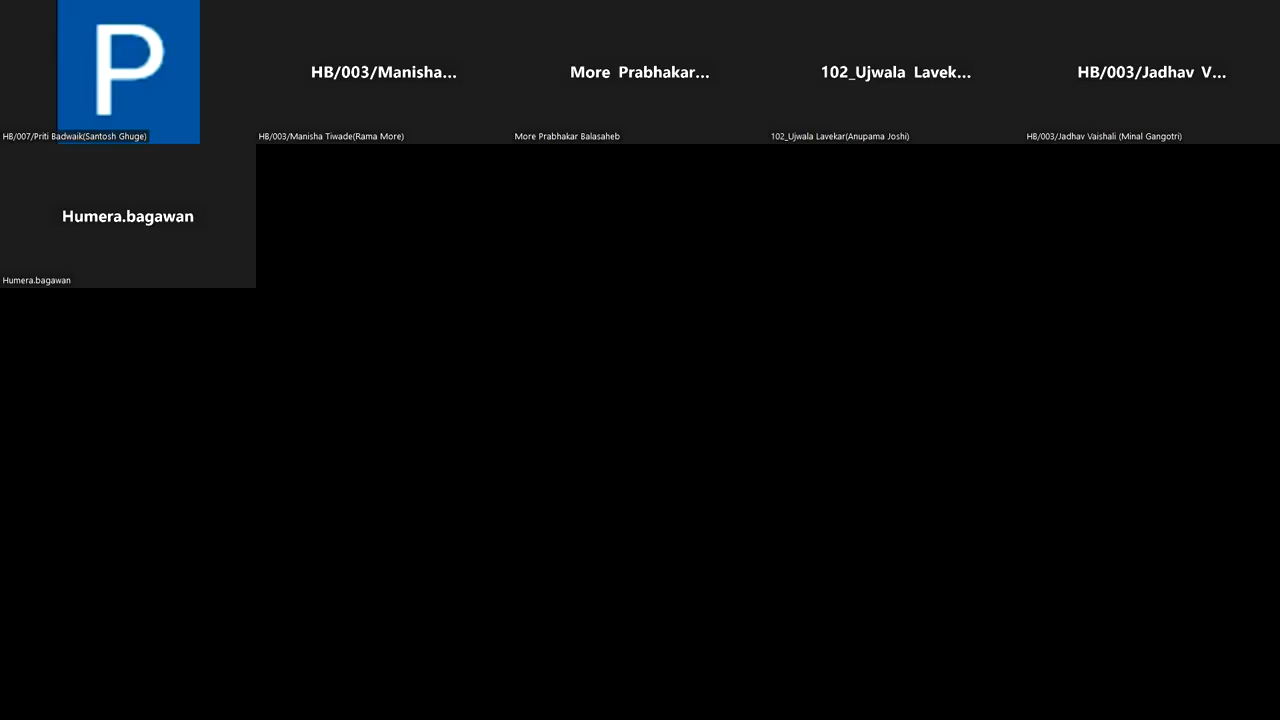 P
HB/003/Manisha...
More Prabhakar...
102_Ujwala Lavek...
HB/003/Jadhav V...
HB/007/Priti Badwaik(Santosh Ghuge)
HB/003/Manisha Tiwade(Rama More)
More Prabhakar Balasaheb
102_Ujwala Lavekar(Anupama Joshi)
HB/003/Jadhav Vaishali (Minal Gangotri)
Humera.bagawan
Humera.bagawan